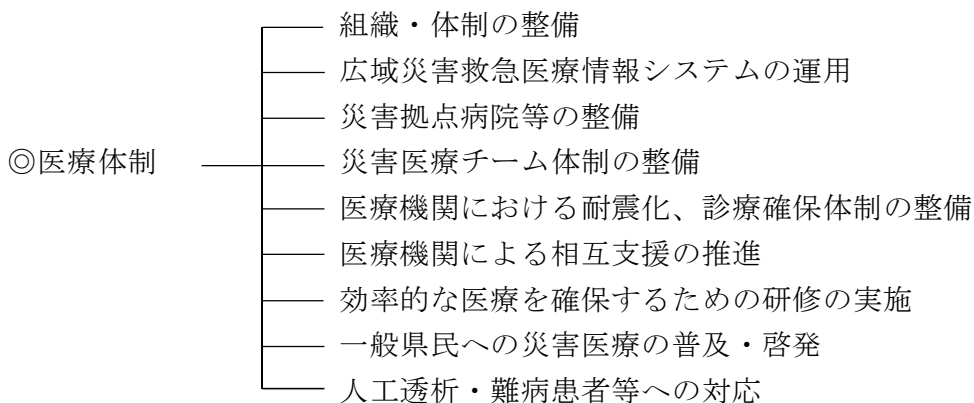 組織・体制の整備
広域災害救急医療情報システムの運用
災害拠点病院等の整備
◎医療体制
災害医療チーム体制の整備
医療機関における耐震化、診療確保体制の整備
医療機関による相互支援の推進
効率的な医療を確保するための研修の実施
一般県民への災害医療の普及・啓発
人工透析・難病患者等への対応